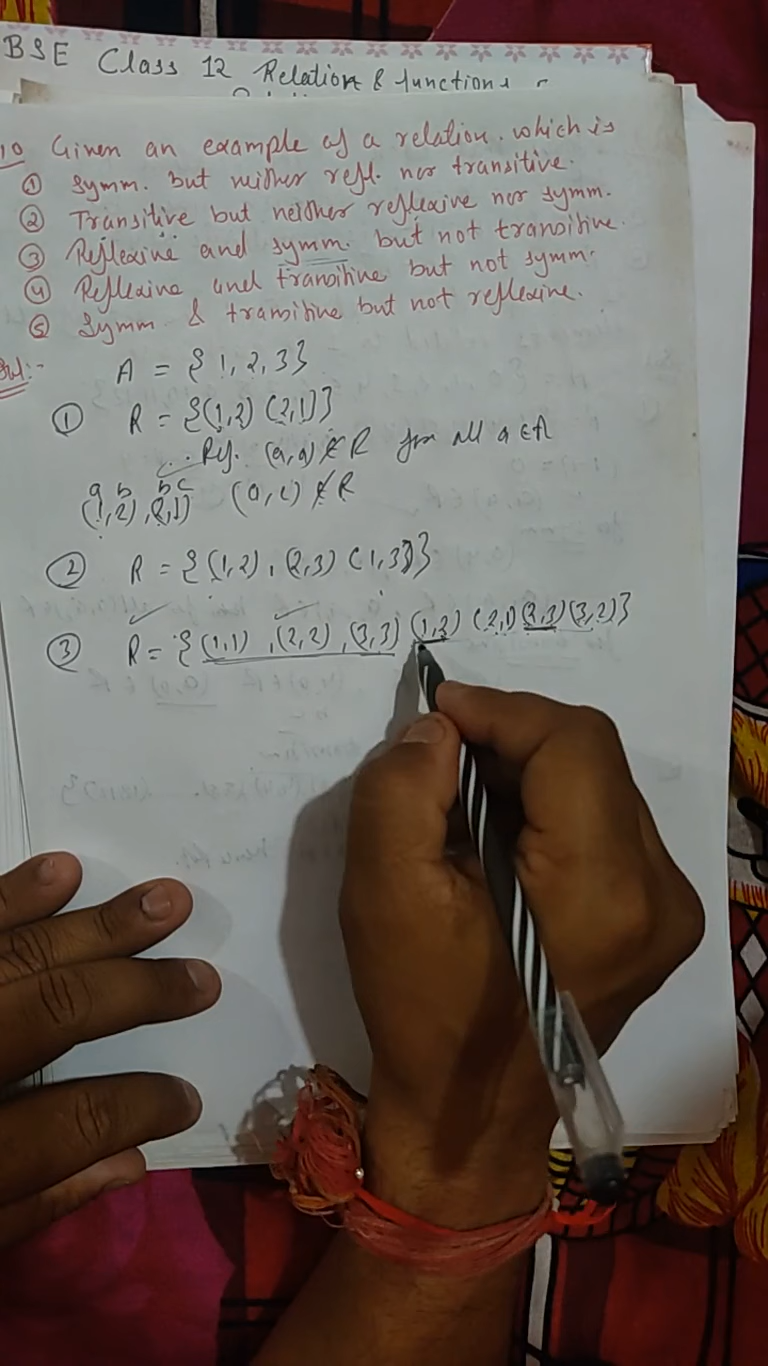 BSE Class 12 Relation & functions
10 Given an example of a relation. which is
① Symm. but neither refl. nor transitive.
② Transitive but neither reflexive nor symm.
③ Reflexive and symm. but not transitive.
④ Reflexive and transitive but not symm.
⑤ Symm & transitive but not reflexive.
Sol:- A = {1,2,3}
① R = {(1,2) (2,1)}
Ref. (a,a) ∉ R for all a ∈ A
a b b c
(1,2), (2,1) (a,c) ∉ R
② R = {(1,2), (2,3) (1,3)}
③ R = {(1,1), (2,2), (3,3) (1,2) (2,1) (2,3) (3,2)}